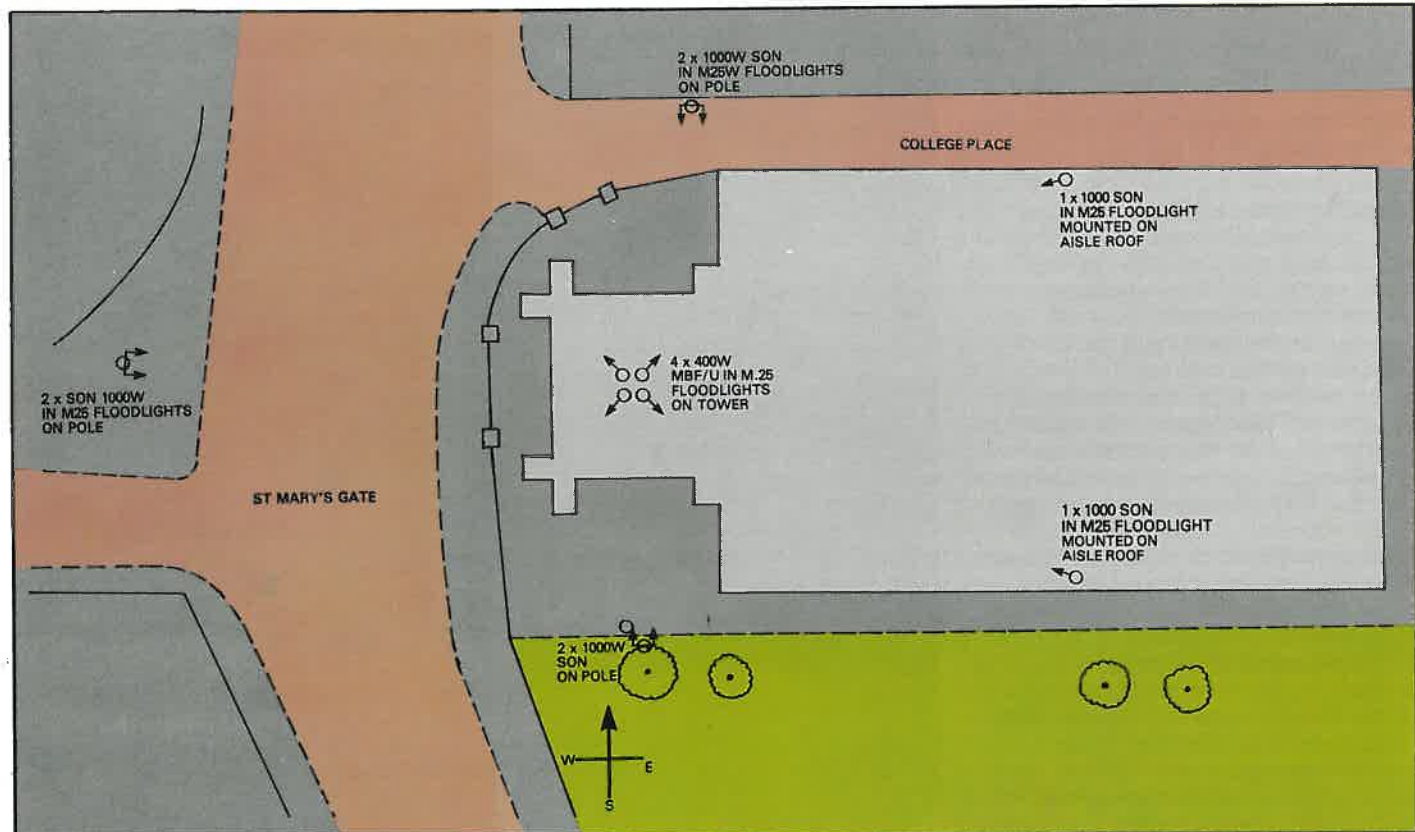 2 x 1000W SON
IN M25W FLOODLIGHTS
ON POLE
COLLEGE PLACE
1 x 1000 SON
IN M25 FLOODLIGHT
MOUNTED ON
AISLE ROOF
4 x 400W
MBF/U IN M.25
FLOODLIGHTS
ON TOWER
2 x SON 1000W
IN M25 FLOODLIGHTS
ON POLE
ST MARY'S GATE
1 x 1000 SON
IN M25 FLOODLIGHT
MOUNTED ON
AISLE ROOF
2 x 1000W
SON
ON POLE
W
E
S